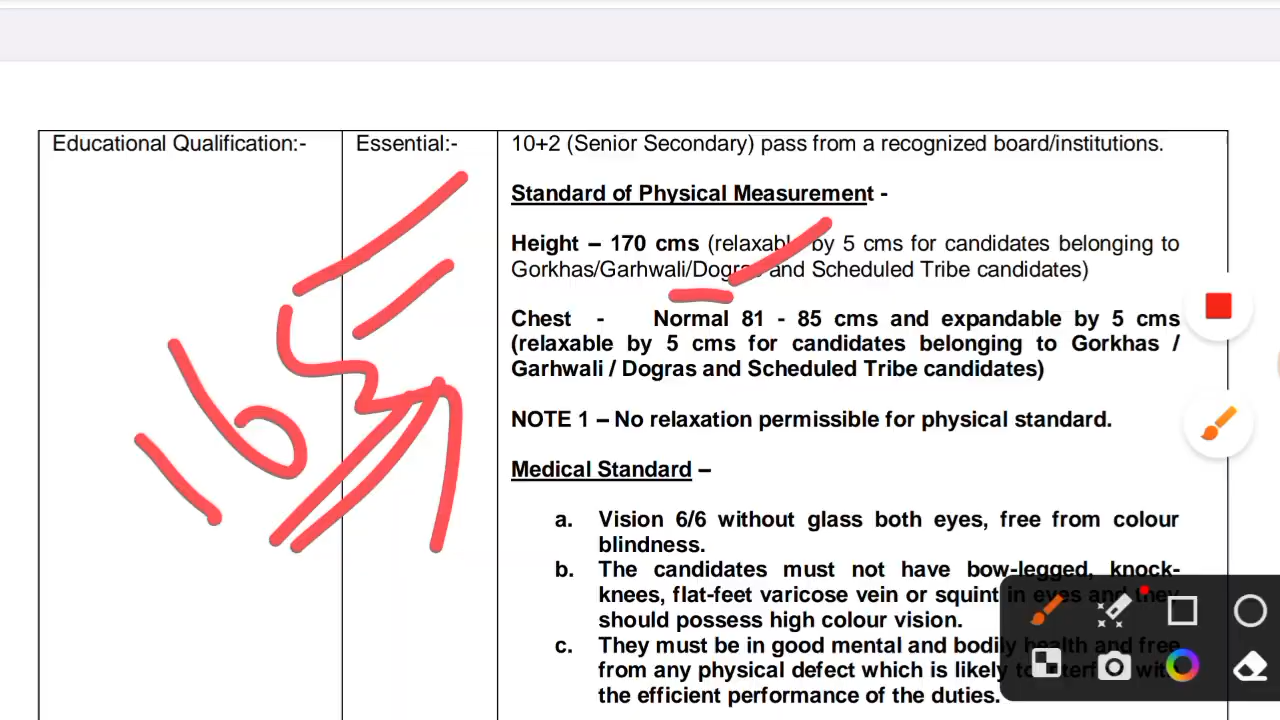 Educational Qualification:-
Essential:-
10+2 (Senior Secondary) pass from a recognized board/institutions.
Standard of Physical Measurement -
Height – 170 cms (relaxable by 5 cms for candidates belonging to
Gorkhas/Garhwali/Dogras and Scheduled Tribe candidates)
Chest - Normal 81 - 85 cms and expandable by 5 cms
(relaxable by 5 cms for candidates belonging to Gorkhas /
Garhwali / Dogras and Scheduled Tribe candidates)
NOTE 1 – No relaxation permissible for physical standard.
Medical Standard –
a. Vision 6/6 without glass both eyes, free from colour
blindness.
b. The candidates must not have bow-legged, knock-
knees, flat-feet varicose vein or squint in eyes and they
should possess high colour vision.
c. They must be in good mental and bodily health and free
from any physical defect which is likely to interfere with
the efficient performance of the duties.
165